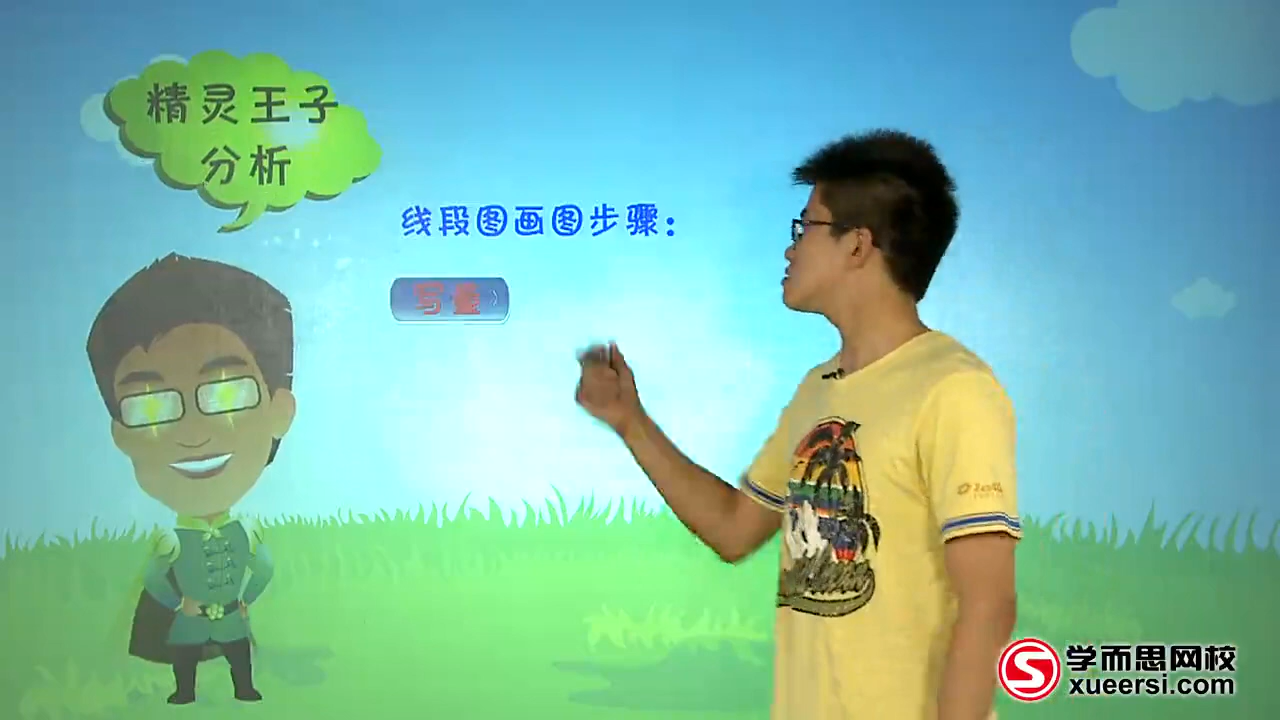 精灵王子
分析
线段图画图步骤：
写量
学而思网校
xueersi.com